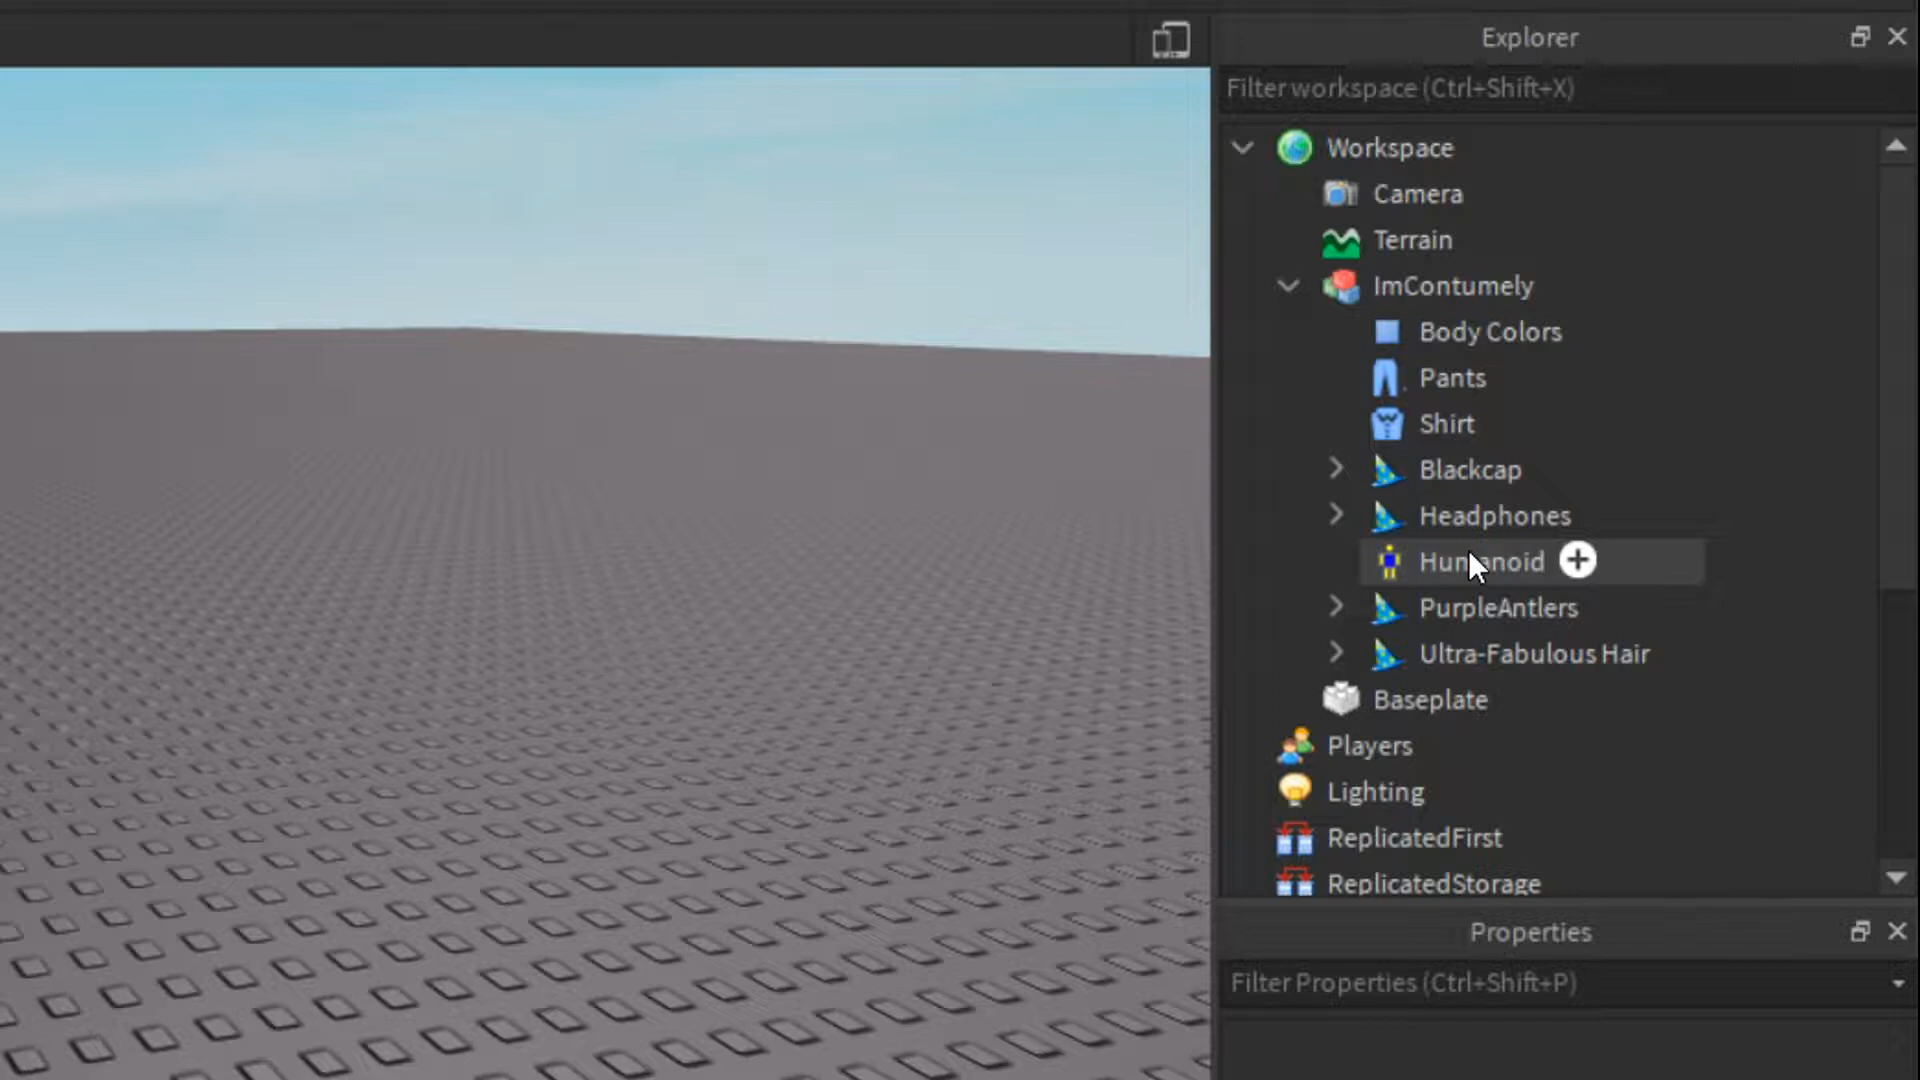 Explorer
Filter workspace (Ctrl+Shift+X)
Workspace
Camera
Terrain
ImContumely
Body Colors
Pants
Shirt
Blackcap
Headphones
Humanoid
PurpleAntlers
Ultra-Fabulous Hair
Baseplate
Players
Lighting
ReplicatedFirst
ReplicatedStorage
Properties
Filter Properties (Ctrl+Shift+P)